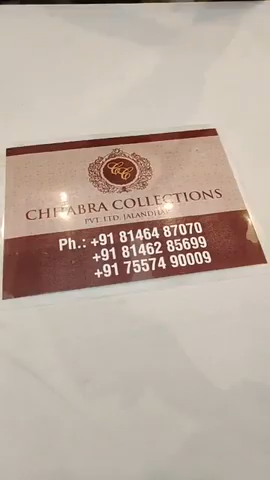 CC
CHHABRA COLLECTIONS
PVT. LTD. JALANDHAR
Ph.: +91 81464 87070
+91 81462 85699
+91 75574 90009